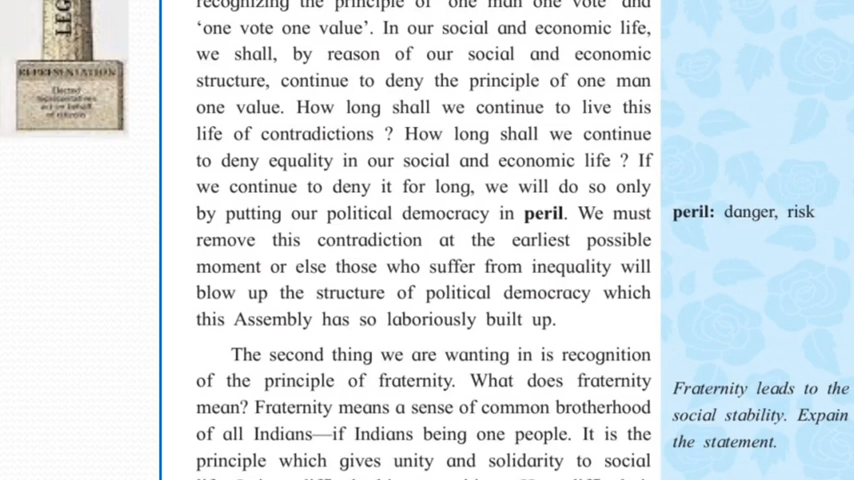 LEG
REPRESENTATION
Elected
representatives
act on behalf
of citizens
recognizing the principle of 'one man one vote' and
'one vote one value'. In our social and economic life,
we shall, by reason of our social and economic
structure, continue to deny the principle of one man
one value. How long shall we continue to live this
life of contradictions ? How long shall we continue
to deny equality in our social and economic life ? If
we continue to deny it for long, we will do so only
by putting our political democracy in peril. We must
remove this contradiction at the earliest possible
moment or else those who suffer from inequality will
blow up the structure of political democracy which
this Assembly has so laboriously built up.
The second thing we are wanting in is recognition
of the principle of fraternity. What does fraternity
mean? Fraternity means a sense of common brotherhood
of all Indians—if Indians being one people. It is the
principle which gives unity and solidarity to social
peril: danger, risk
Fraternity leads to the
social stability. Expain
the statement.